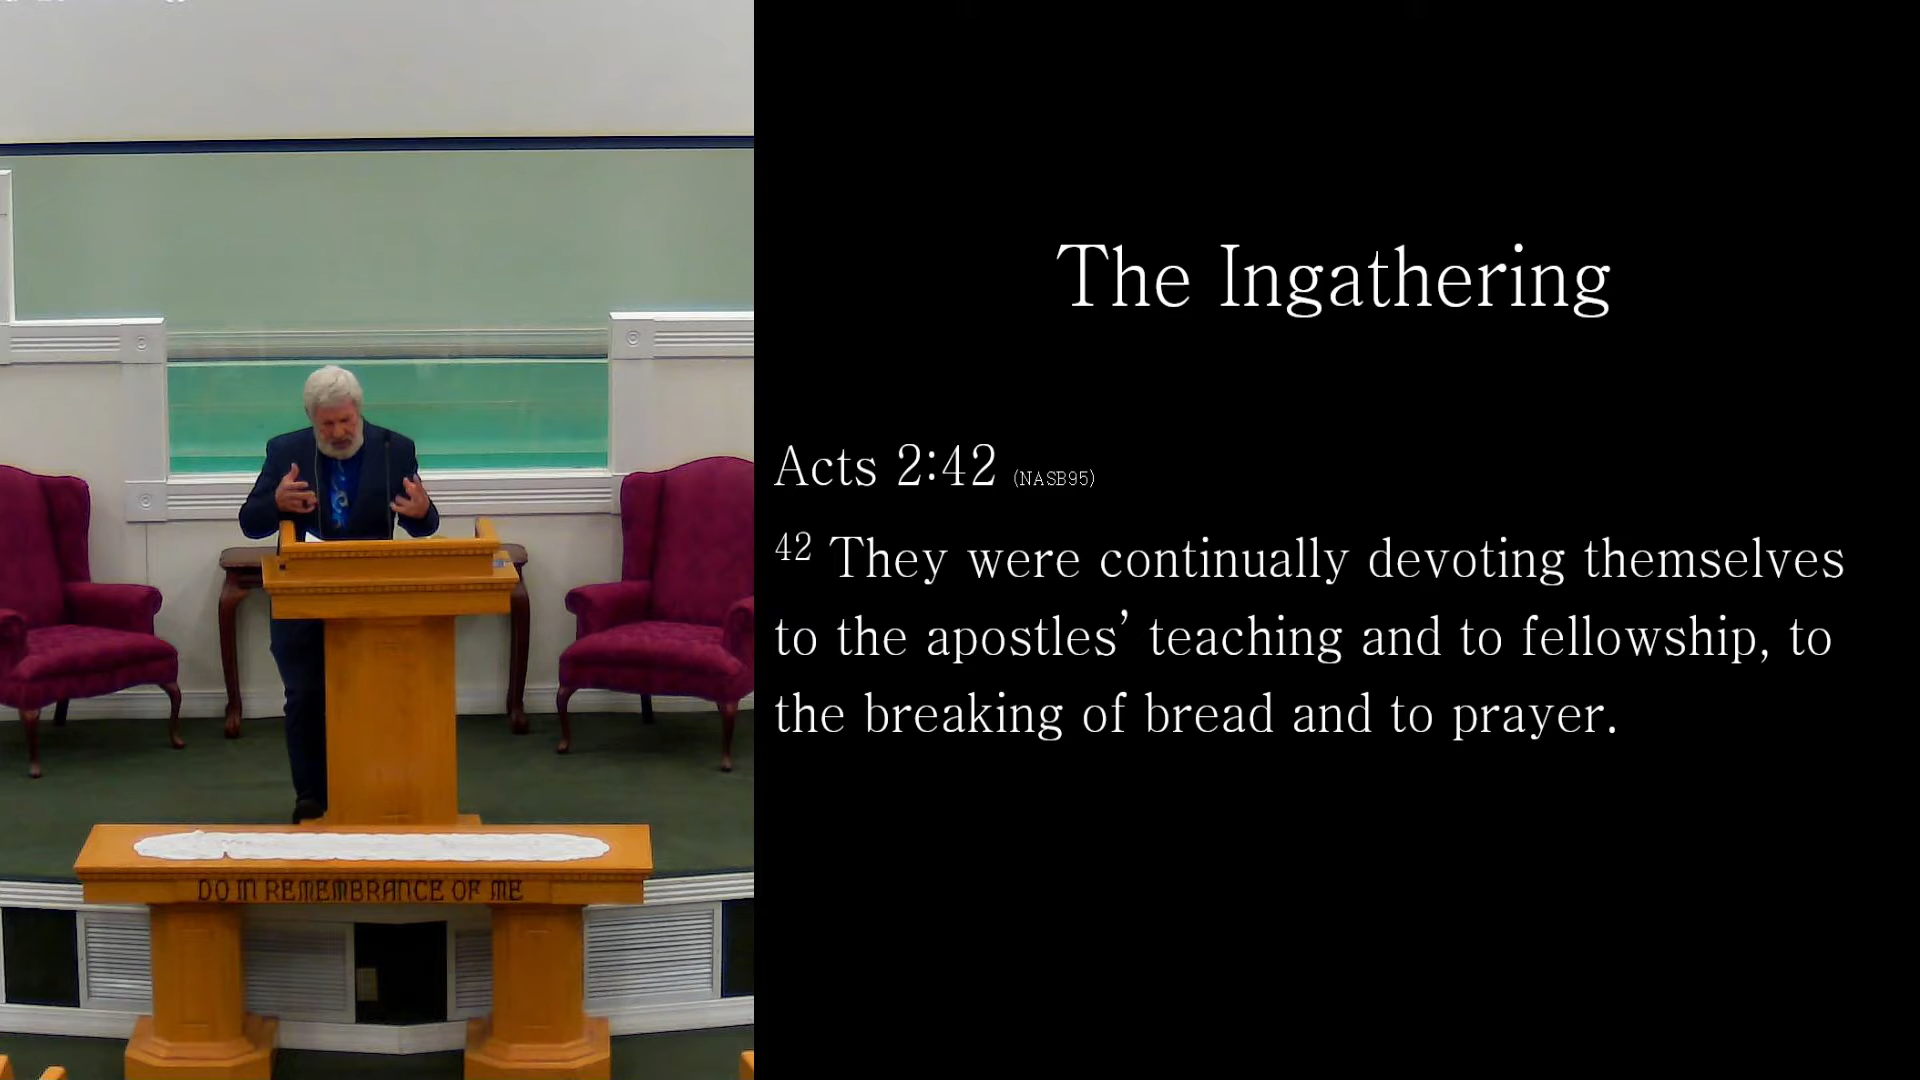 The Ingathering
Acts 2:42 (NASB95)
42 They were continually devoting themselves
to the apostles’ teaching and to fellowship, to
the breaking of bread and to prayer.
DO IN REMEMBRANCE OF ME